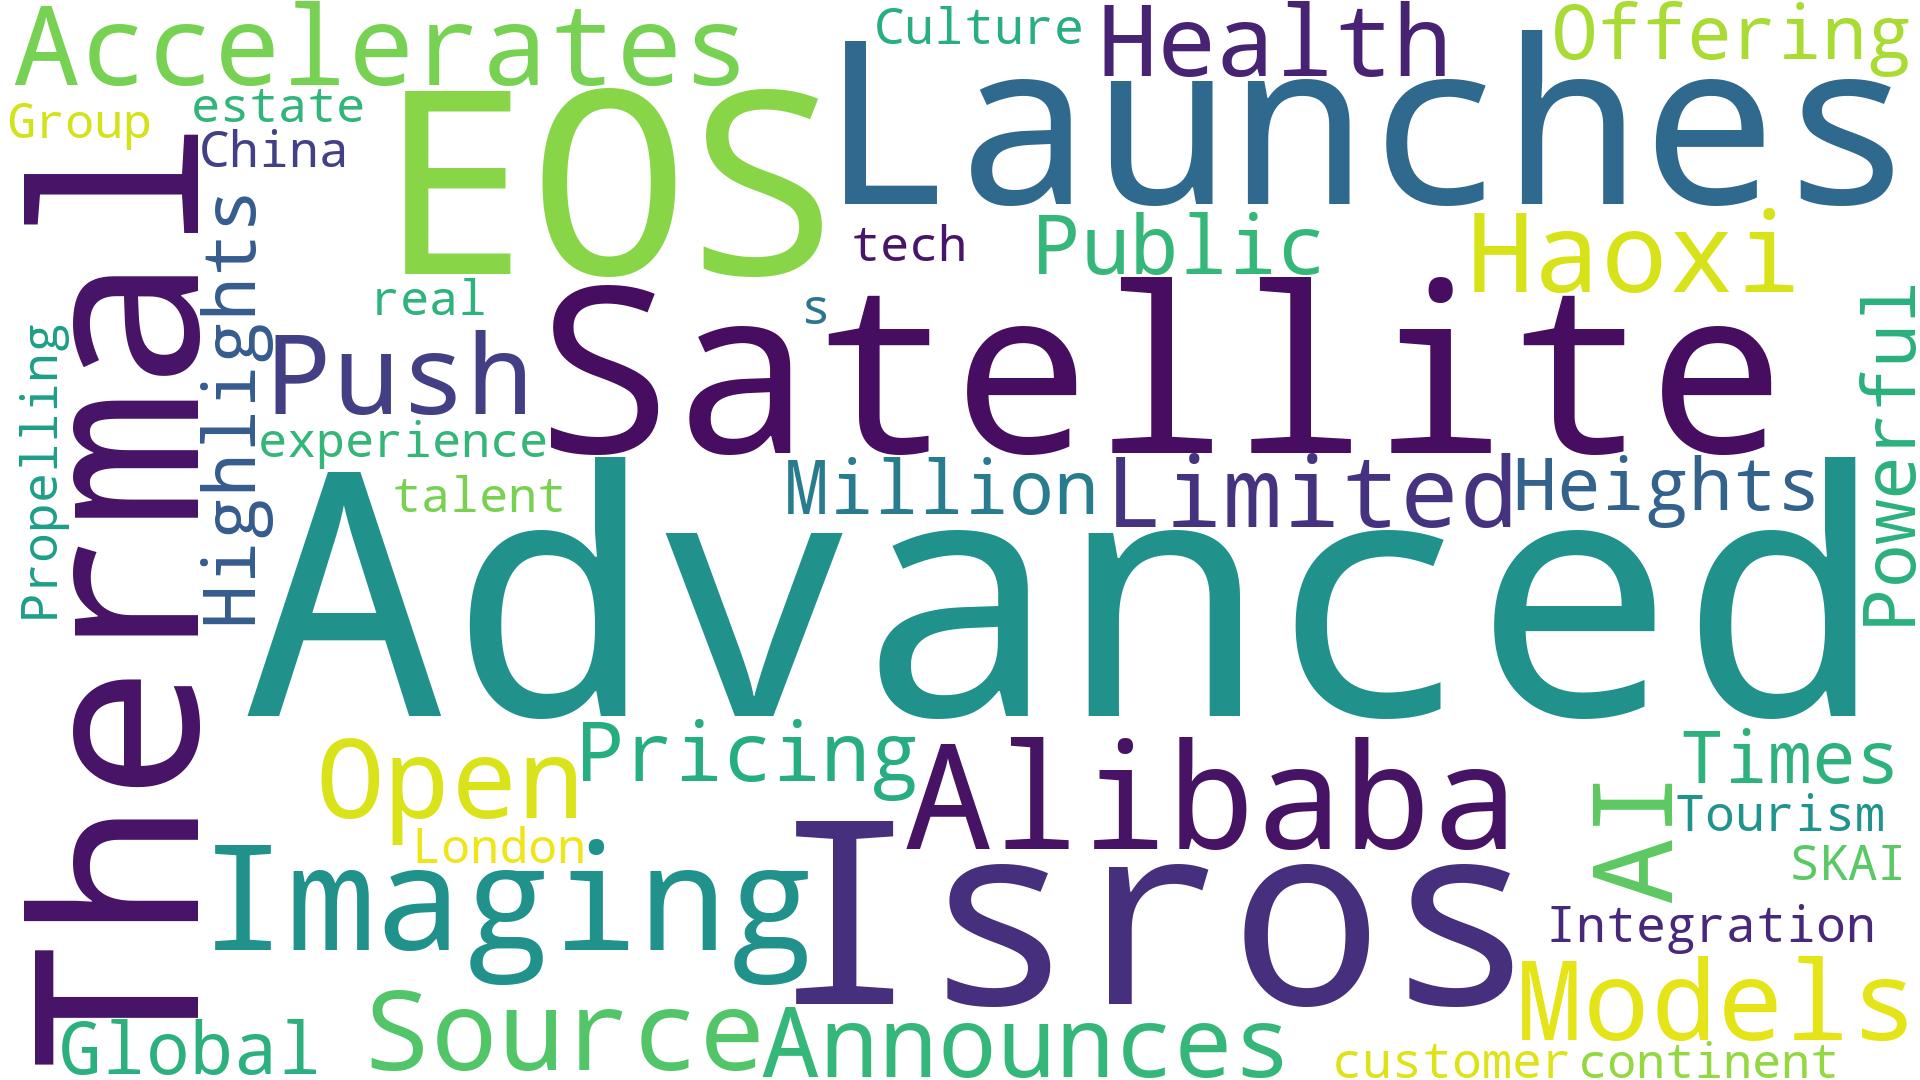 Accelerates
Culture
Health
Offering
Group
estate
EOS
Launches
China
Thermal
Highlights
tech
Public
Haoxi
real
s
Satellite
Powerful
Propelling
Push
experience
talent
Million
Limited
Heights
Advanced
Open
Pricing
Alibaba
Times
AI
Tourism
London
SKAI
Imaging
Isros
Integration
Models
Source
Global
Announces
customer
continent